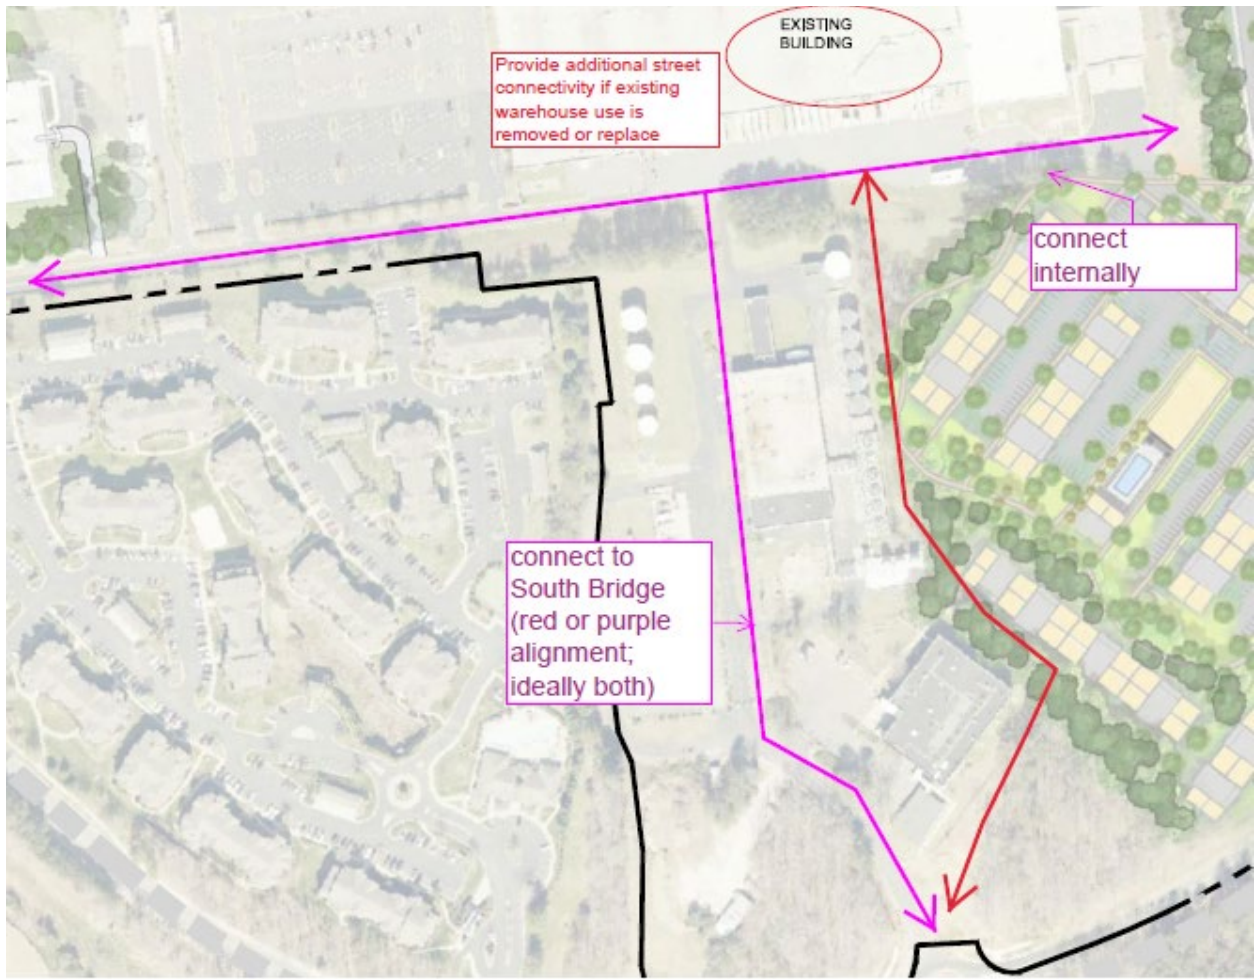 EXISTING
BUILDING
Provide additional street
connectivity if existing
warehouse use is
removed or replace
connect
internally
connect to
South Bridge
(red or purple
alignment;
ideally both)